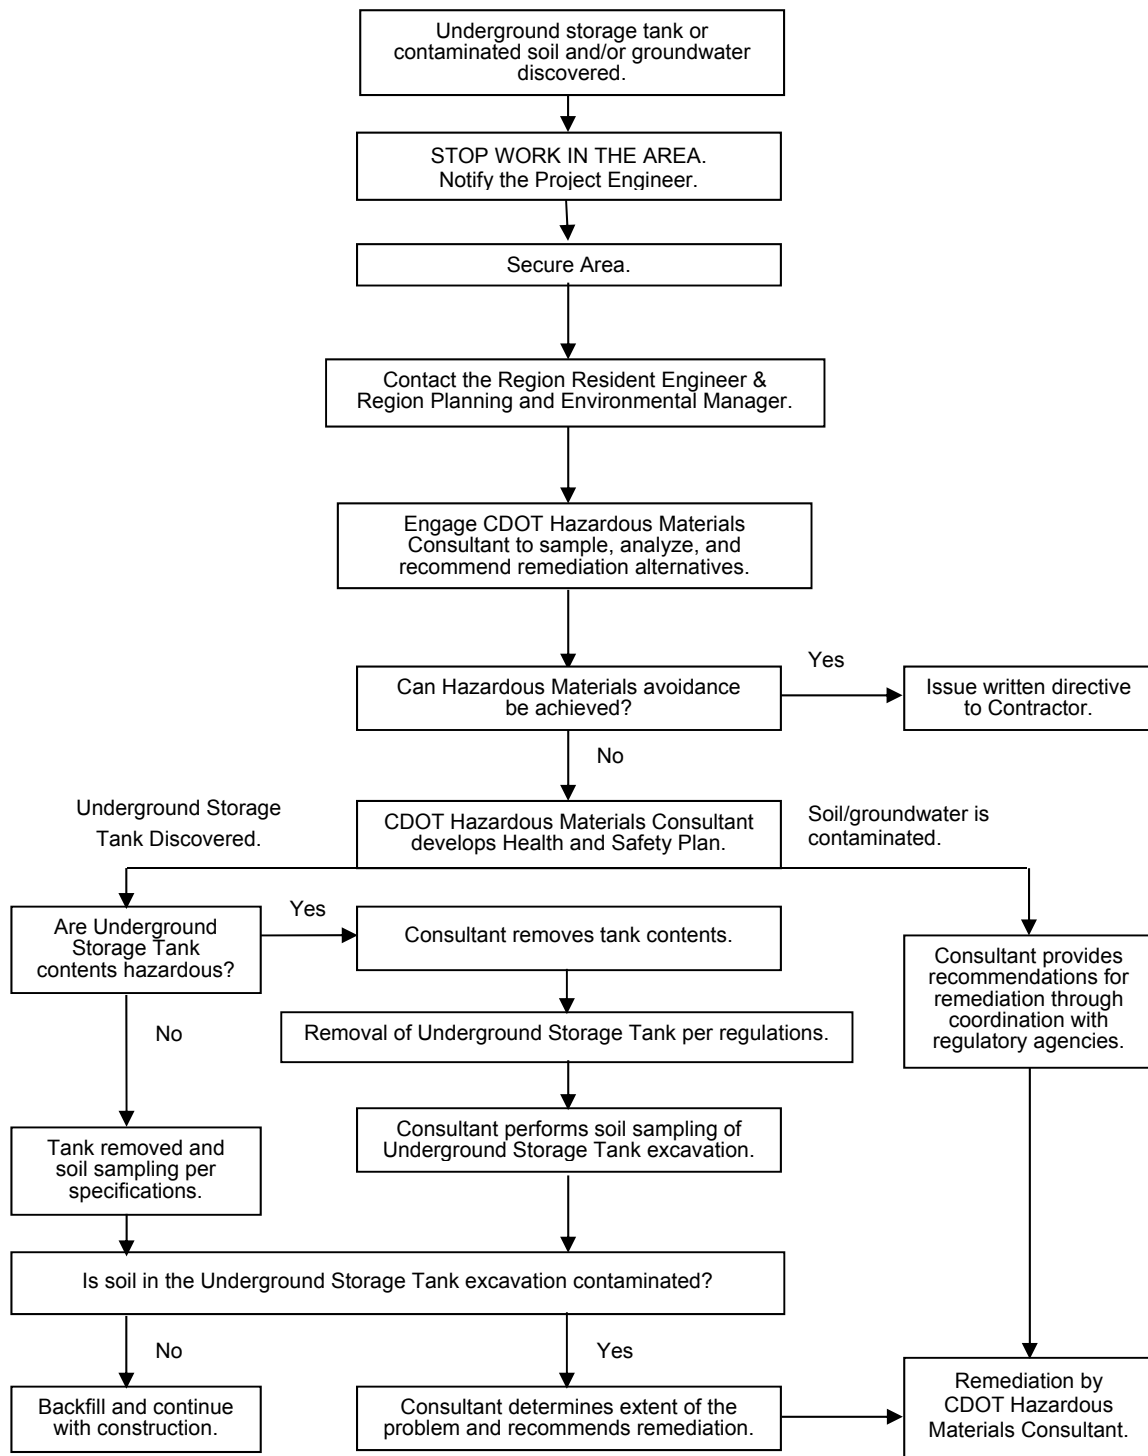 Underground storage tank or
contaminated soil and/or groundwater
discovered.
STOP WORK IN THE AREA.
Notify the Project Engineer.
Secure Area.
Contact the Region Resident Engineer &
Region Planning and Environmental Manager.
Engage CDOT Hazardous Materials
Consultant to sample, analyze, and
recommend remediation alternatives.
Can Hazardous Materials avoidance
be achieved?
Yes
Issue written directive
to Contractor.
No
Underground Storage
Tank Discovered.
CDOT Hazardous Materials Consultant
develops Health and Safety Plan.
Soil/groundwater is
contaminated.
Are Underground
Storage Tank
contents hazardous?
Yes
Consultant removes tank contents.
Consultant provides
recommendations for
remediation through
coordination with
regulatory agencies.
No
Removal of Underground Storage Tank per regulations.
Tank removed and
soil sampling per
specifications.
Consultant performs soil sampling of
Underground Storage Tank excavation.
Is soil in the Underground Storage Tank excavation contaminated?
No
Yes
Backfill and continue
with construction.
Consultant determines extent of the
problem and recommends remediation.
Remediation by
CDOT Hazardous
Materials Consultant.